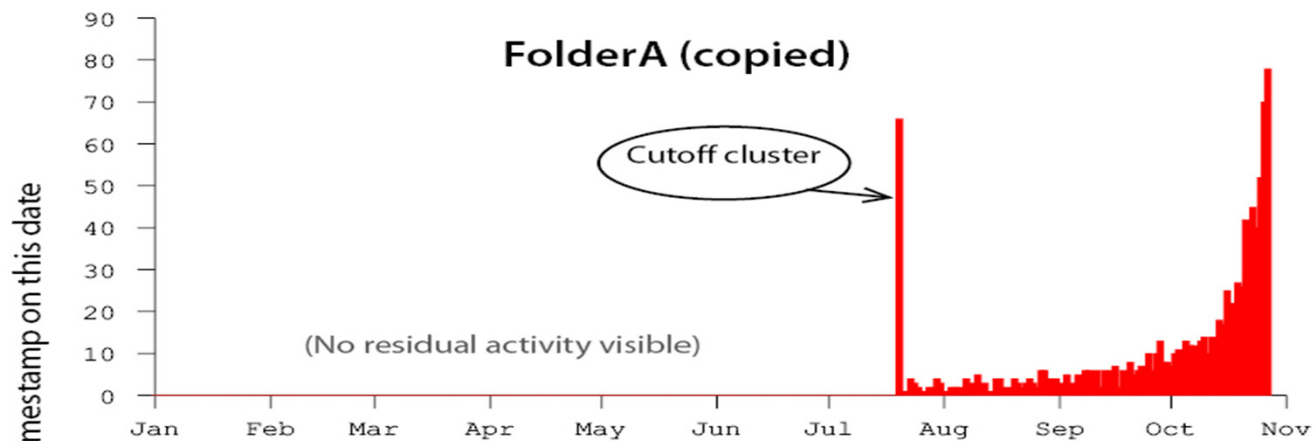 FolderA (copied)
Cutoff cluster
(No residual activity visible)
mestamp on this date
90
80
70
60
50
40
30
20
10
0
Jan Feb Mar Apr May Jun Jul Aug Sep Oct Nov